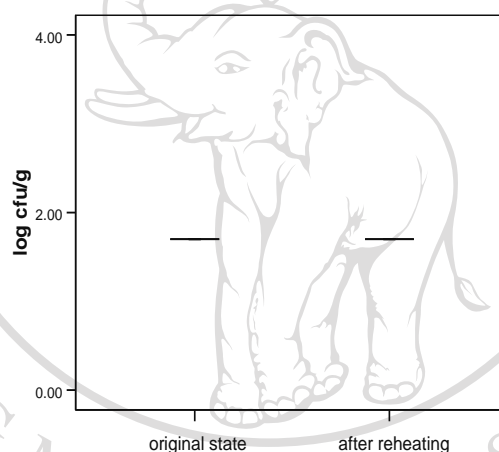 4.00
log cfu/g
2.00
0.00
original state
after reheating